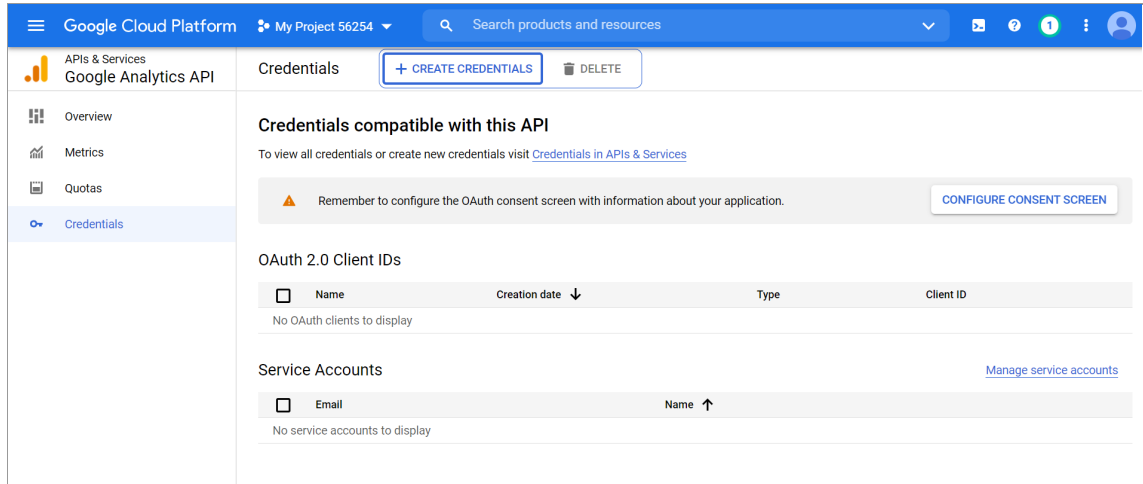 Google Cloud Platform My Project 56254 Search products and resources 1
APIs & Services
Google Analytics API
Credentials + CREATE CREDENTIALS DELETE
Overview
Metrics
Quotas
Credentials
Credentials compatible with this API
To view all credentials or create new credentials visit Credentials in APIs & Services
Remember to configure the OAuth consent screen with information about your application. CONFIGURE CONSENT SCREEN
OAuth 2.0 Client IDs
Name Creation date Type Client ID
No OAuth clients to display
Service Accounts Manage service accounts
Email Name
No service accounts to display